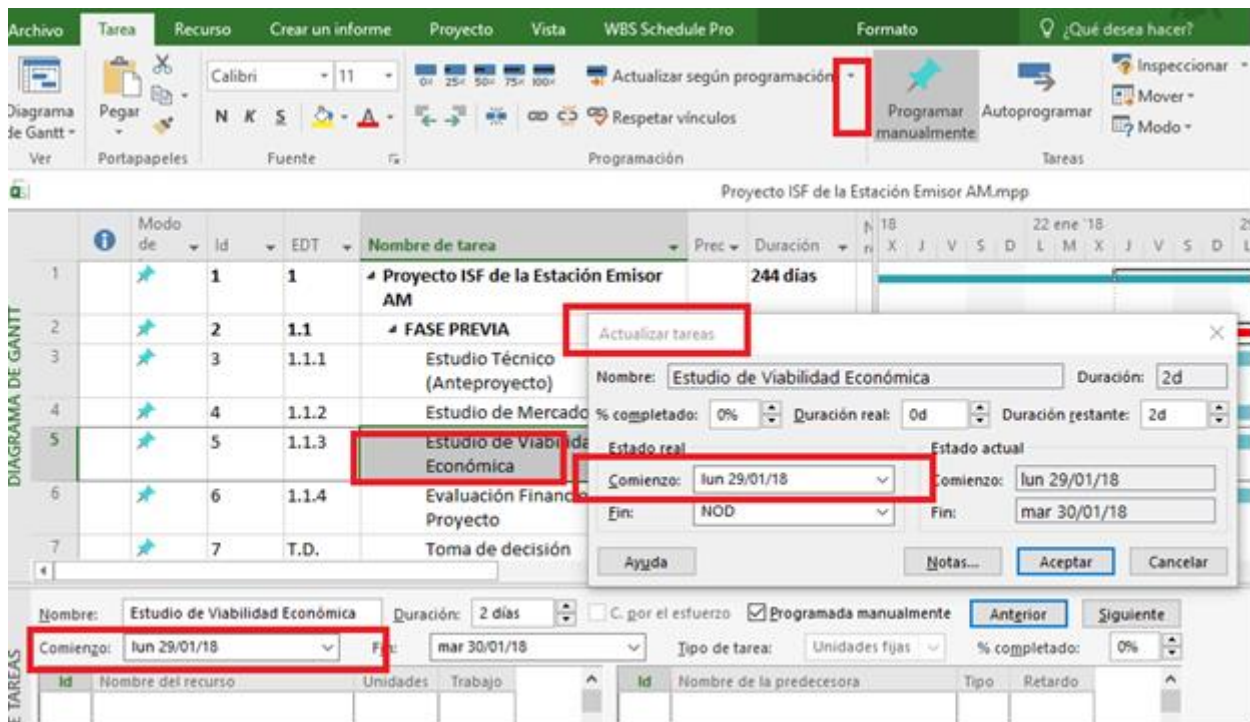 Archivo Tarea Recurso Crear un informe Proyecto Vista WBS Schedule Pro Formato ¿Qué desea hacer?
Diagrama de Gantt
Ver
Pegar
Portapapeles
Calibri 11
N K S A
Fuente
0% 25% 50% 75% 100%
Actualizar según programación
Respetar vínculos
Programación
Programar manualmente
Autoprogramar
Inspeccionar
Mover
Modo
Tareas
Proyecto ISF de la Estación Emisor AM.mpp
Modo de Id EDT Nombre de tarea Prec Duración
18 22 ene '18
X J V S D L M X J V S D L
1 1 1 Proyecto ISF de la Estación Emisor AM 244 días
2 2 1.1 FASE PREVIA
3 3 1.1.1 Estudio Técnico (Anteproyecto)
4 4 1.1.2 Estudio de Mercado
5 5 1.1.3 Estudio de Viabilida
Económica
6 6 1.1.4 Evaluación Financi
Proyecto
7 7 T.D. Toma de decisión
DIAGRAMA DE GANTT
Actualizar tareas
Nombre: Estudio de Viabilidad Económica Duración: 2d
% completado: 0% Duración real: 0d Duración restante: 2d
Estado real Estado actual
Comienzo: lun 29/01/18 Comienzo: lun 29/01/18
Fin: NOD Fin: mar 30/01/18
Ayuda Notas... Aceptar Cancelar
Nombre: Estudio de Viabilidad Económica Duración: 2 días C. por el esfuerzo Programada manualmente Anterior Siguiente
Comienzo: lun 29/01/18 Fin: mar 30/01/18 Tipo de tarea: Unidades fijas % completado: 0%
Id Nombre del recurso Unidades Trabajo Id Nombre de la predecesora Tipo Retardo
E TAREAS